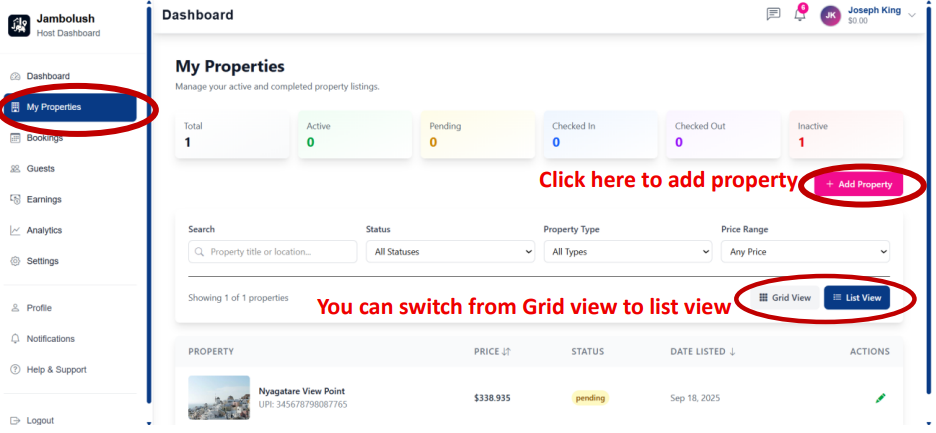 Jambolush
Host Dashboard
Dashboard
My Properties
Bookings
Guests
Earnings
Analytics
Settings
Profile
Notifications
Help & Support
Logout
Dashboard
6
JK
Joseph King
$0.00
My Properties
Manage your active and completed property listings.
Total
1
Active
0
Pending
0
Checked In
0
Checked Out
0
Inactive
1
Click here to add property
+ Add Property
Search
Property title or location...
Status
All Statuses
Property Type
All Types
Price Range
Any Price
Showing 1 of 1 properties
You can switch from Grid view to list view
Grid View
List View
PROPERTY PRICE ↓↑ STATUS DATE LISTED ↓ ACTIONS
Nyagatare View Point
UPI: 345678798087765
$338.935
pending
Sep 18, 2025